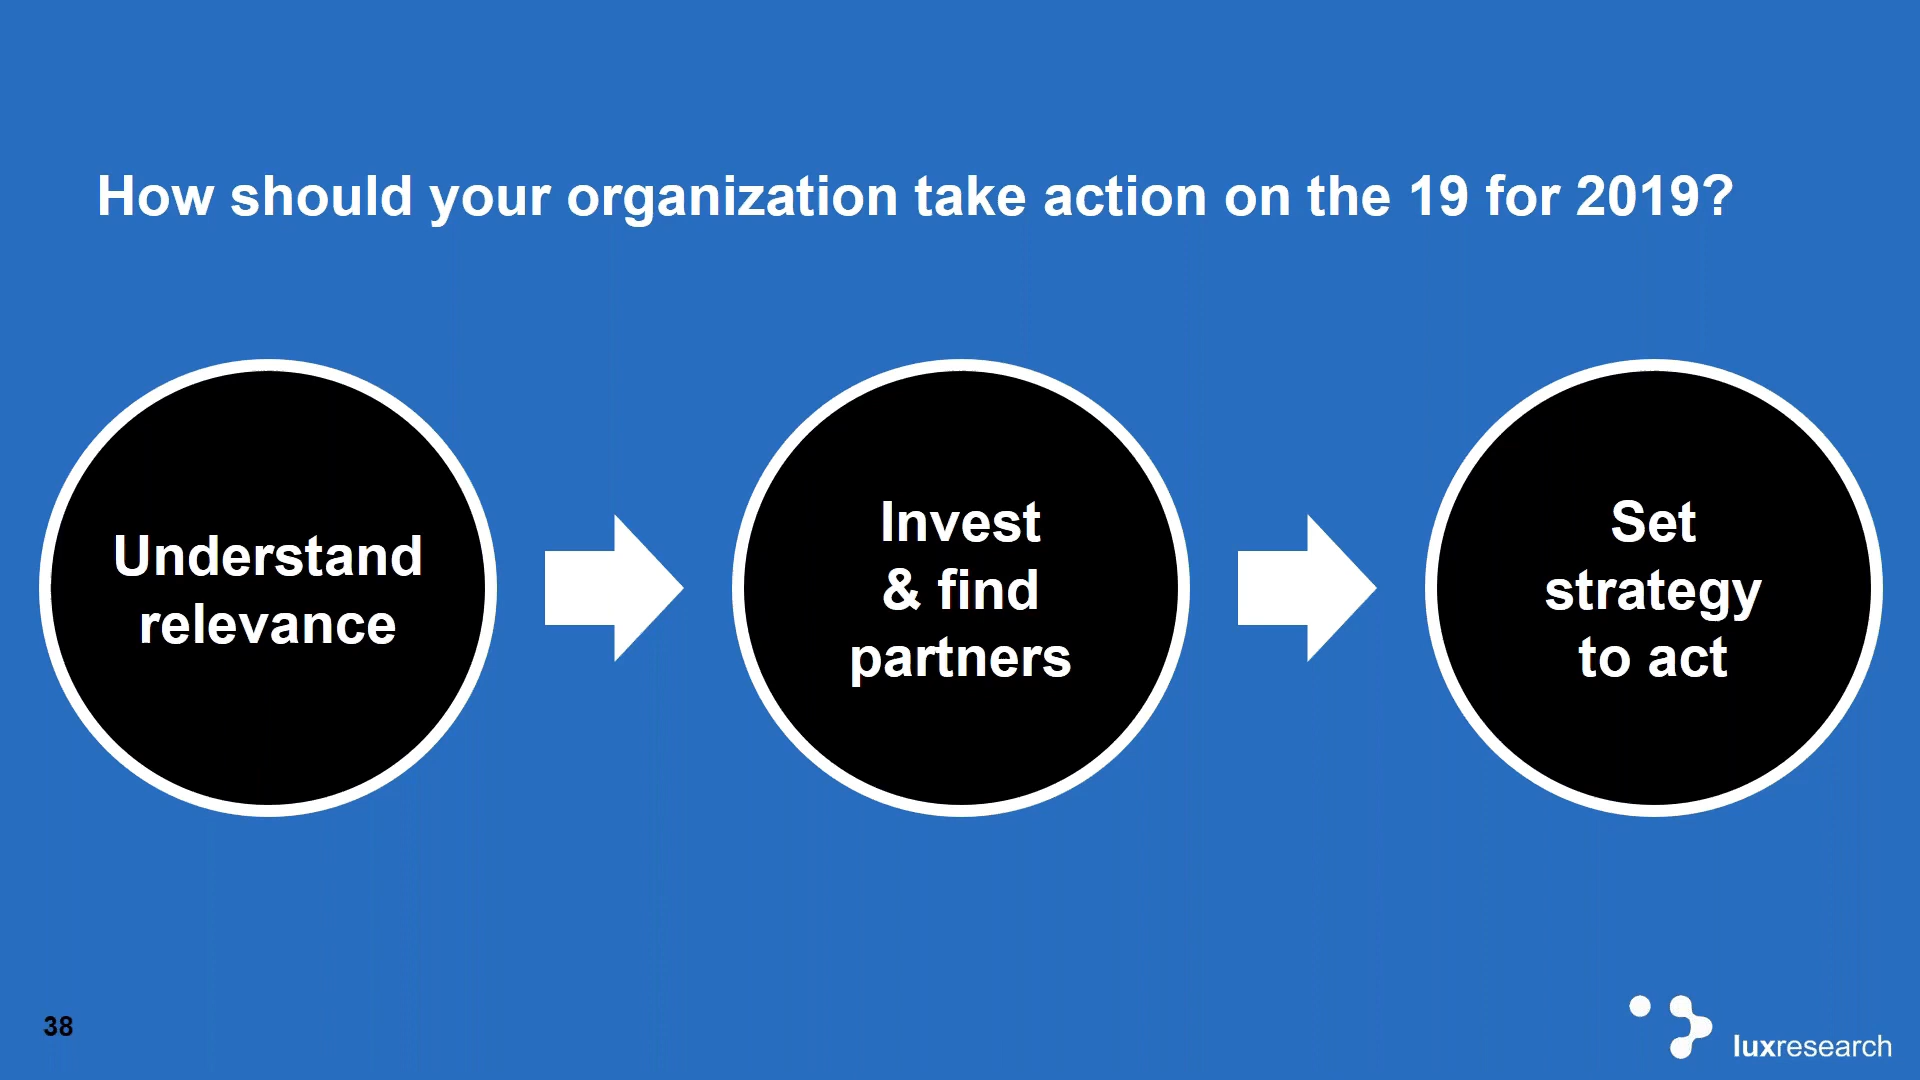 How should your organization take action on the 19 for 2019?
Understand
relevance
Invest
& find
partners
Set
strategy
to act
38
luxresearch